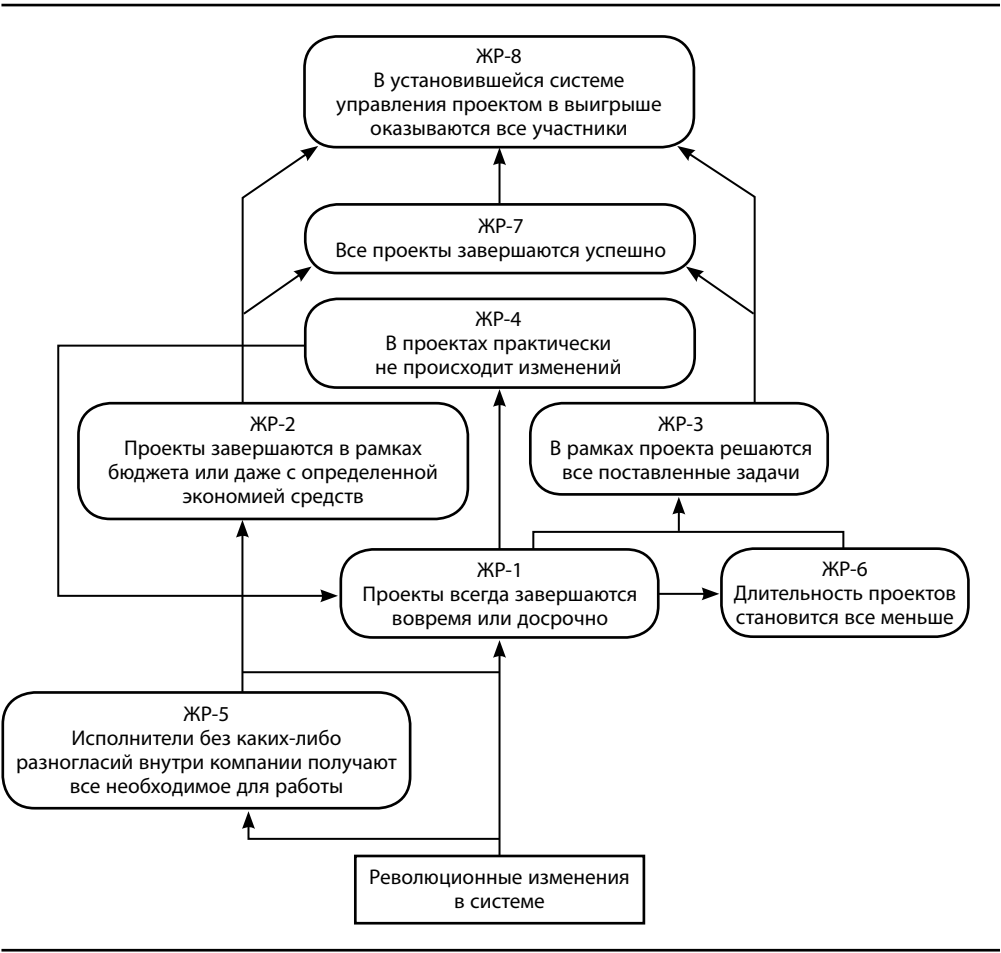 ЖР-8
В установившейся системе
управления проектом в выигрыше
оказываются все участники
ЖР-7
Все проекты завершаются успешно
ЖР-4
В проектах практически
не происходит изменений
ЖР-2
Проекты завершаются в рамках
бюджета или даже с определенной
экономией средств
ЖР-3
В рамках проекта решаются
все поставленные задачи
ЖР-1
Проекты всегда завершаются
вовремя или досрочно
ЖР-6
Длительность проектов
становится все меньше
ЖР-5
Исполнители без каких-либо
разногласий внутри компании получают
все необходимое для работы
Революционные изменения
в системе